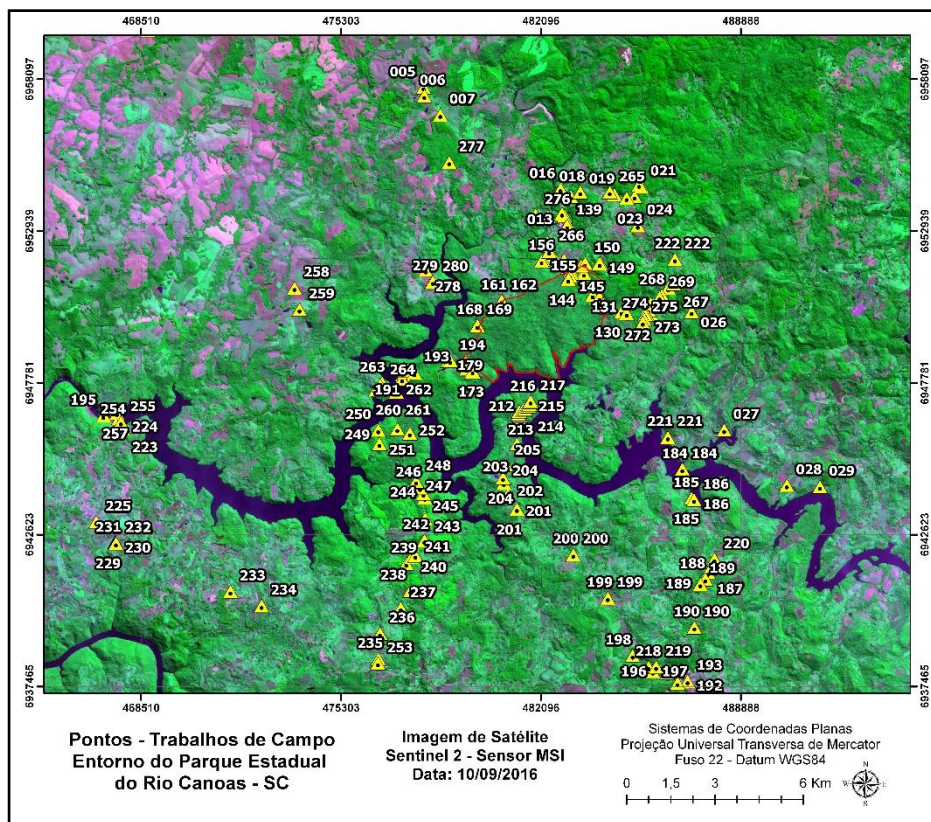 468510 475303 482096 488888
6958097
6952939
6947781
6942623
6937465
6958097
6952939
6947781
6942623
6937465
005
006
007
277
016 018 019 265 021
276 139 024
013 023
266
156 150 222 222
155 149
279 280 268 269
278 145
258 161 162 144 274 275 267
259 131 026
168 169 130 272 273
194
193
263 264 179
191 262 173
216 217
195 254 255 250 260 261 212 215
257 224 249 252 213 214 221 221 027
223 251 205
248 184 184
246 203 204 028 029
247 185 186
244 204 202
245 185 186
225 201
231 232 242 243 201
230 241 220
229 239 200 200 188 189
238 240 189 187
233 234 237 199 199
236 190 190
235 253 198 218 219
196 197 193
192
468510 475303 482096 488888
Pontos - Trabalhos de Campo
Entorno do Parque Estadual
do Rio Canoas - SC
Imagem de Satélite
Sentinel 2 - Sensor MSI
Data: 10/09/2016
Sistemas de Coordenadas Planas
Projeção Universal Transversa de Mercator
Fuso 22 - Datum WGS84
0 1,5 3 6 Km
N
W E
S